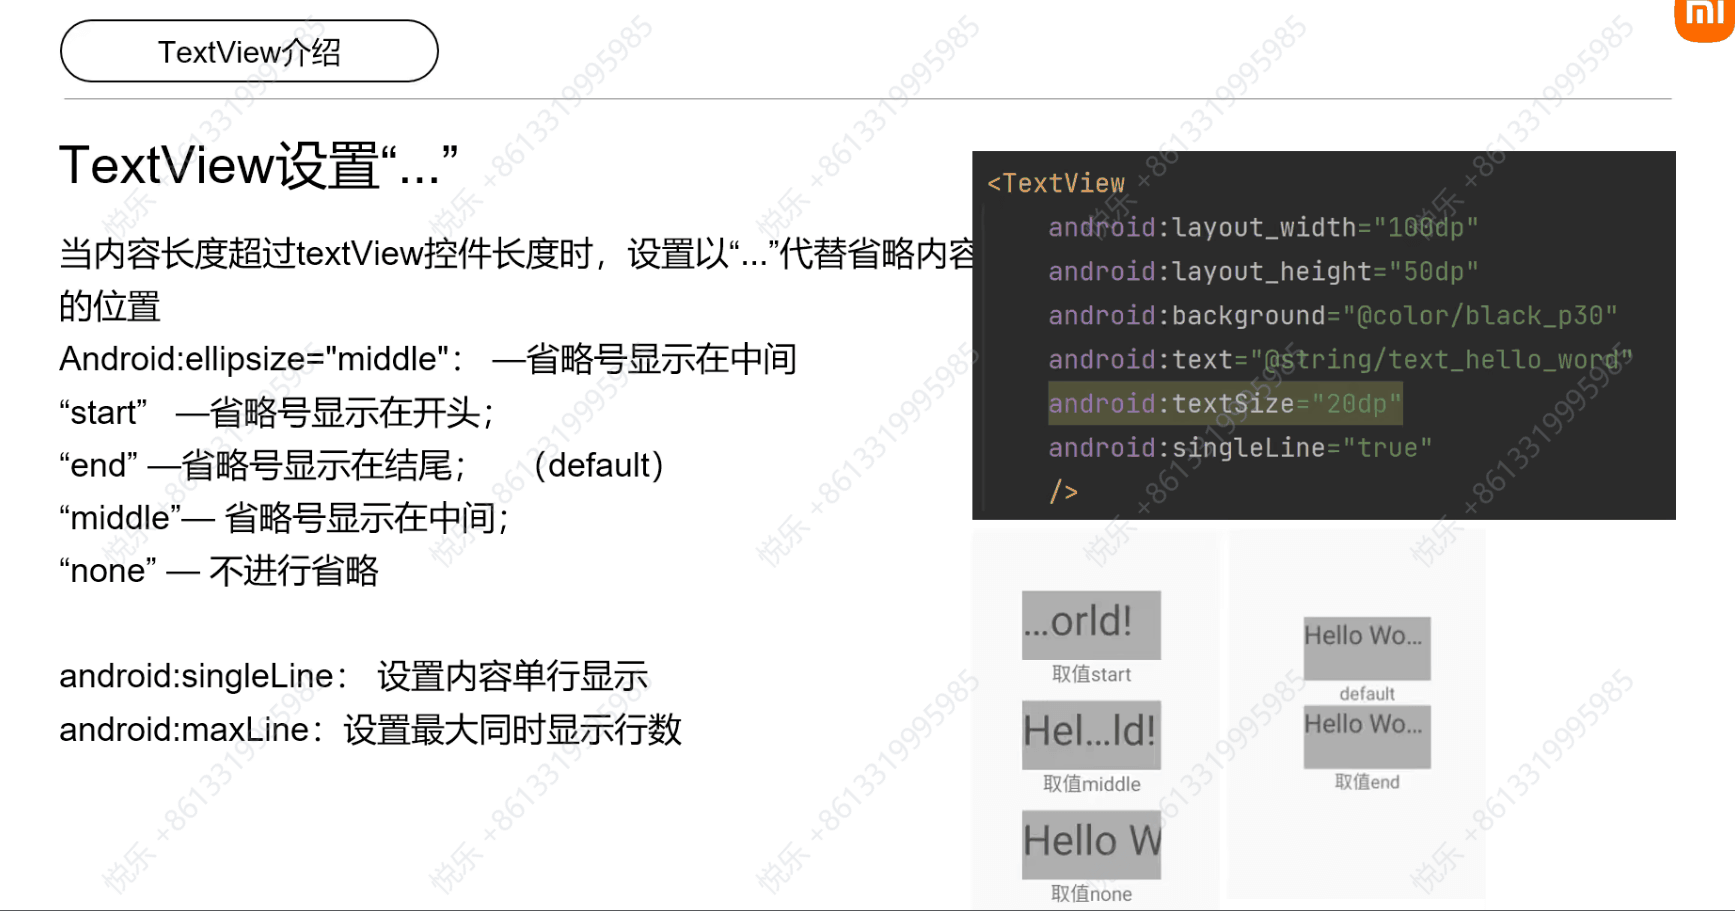 mi
TextView介绍
TextView设置“...”
当内容长度超过textView控件长度时，设置以“...”代替省略内容
的位置
Android:ellipsize="middle"： —省略号显示在中间
“start” —省略号显示在开头；
“end” —省略号显示在结尾； （default）
“middle”— 省略号显示在中间；
“none” — 不进行省略
android:singleLine： 设置内容单行显示
android:maxLine：设置最大同时显示行数
<TextView
android:layout_width="100dp"
android:layout_height="50dp"
android:background="@color/black_p30"
android:text="@string/text_hello_word"
android:textSize="20dp"
android:singleLine="true"
/>
...orld!
取值start
Hel...ld!
取值middle
Hello W
取值none
Hello Wo...
default
Hello Wo...
取值end
悦乐 +8613319995985